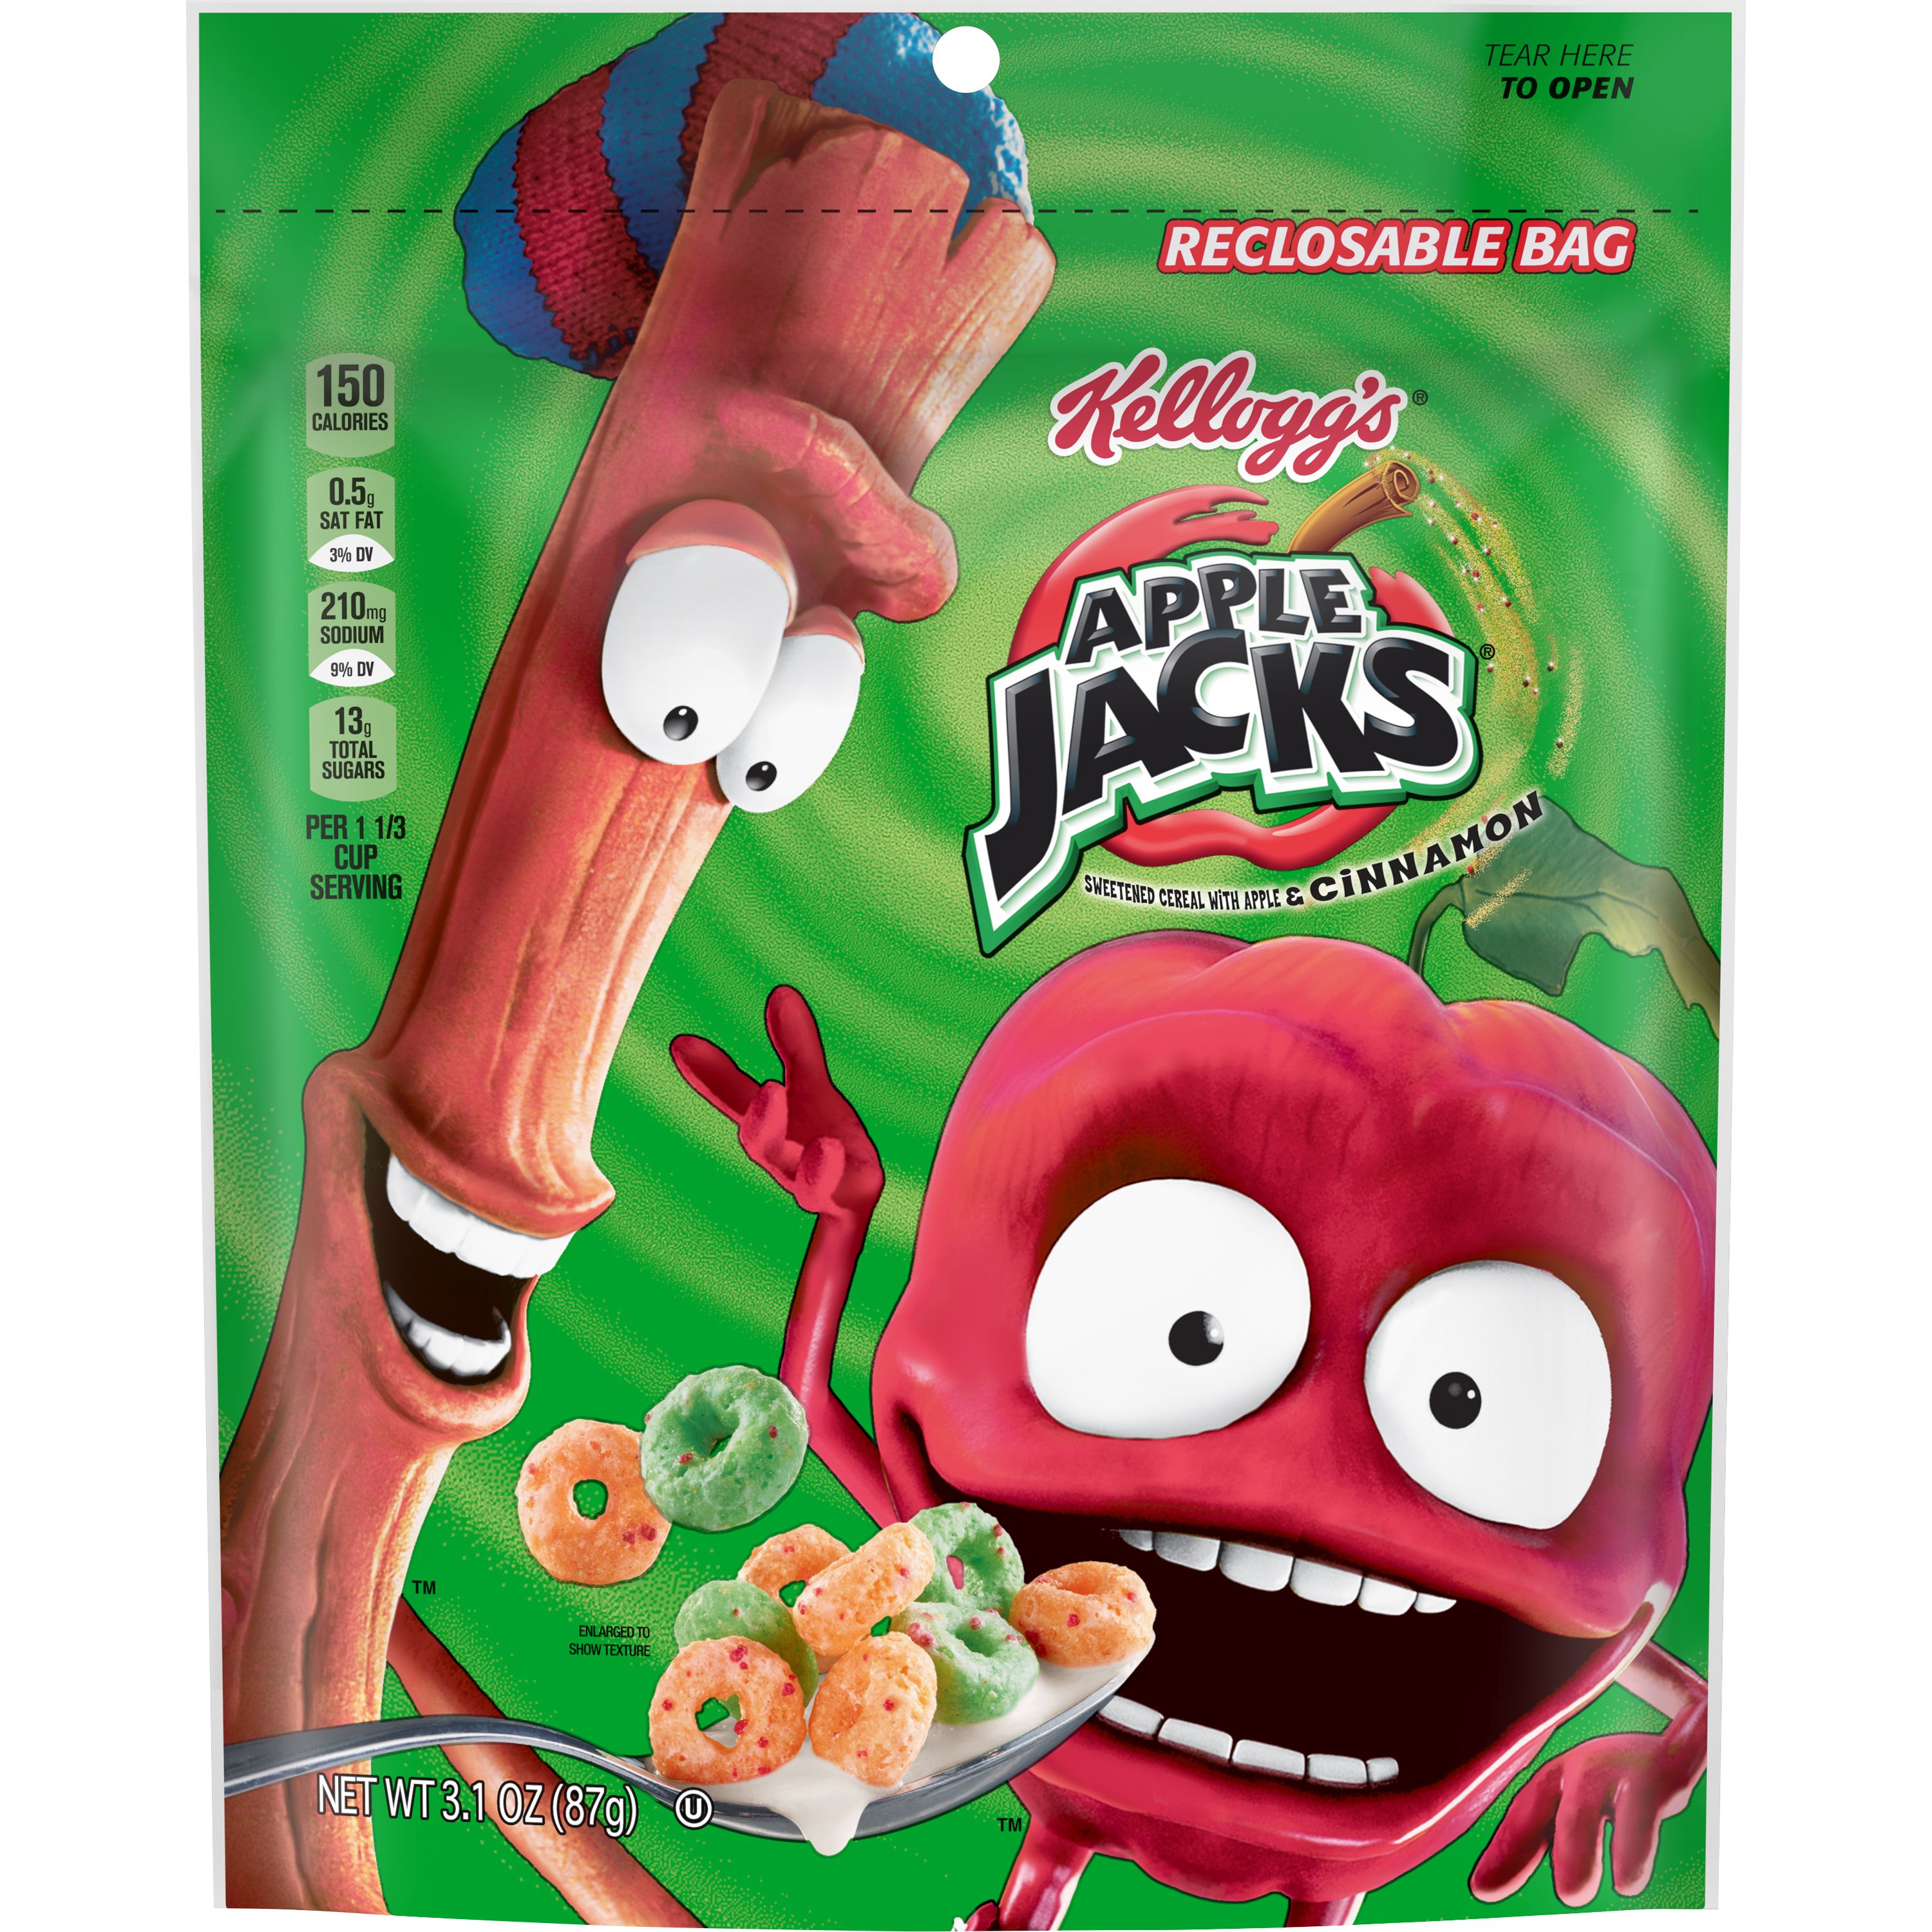 TEAR HERE
TO OPEN
RECLOSABLE BAG
Kellogg's®
APPLE
JACKS®
SWEETENED CEREAL WiTH APPLE & CiNNAMON
150
CALORIES
0.5g
SAT FAT
3% DV
210mg
SODIUM
9% DV
13g
TOTAL
SUGARS
PER 1 1/3
CUP
SERVING
TM
ENLARGED TO
SHOW TEXTURE
NET WT 3.1 OZ (87g) U
TM